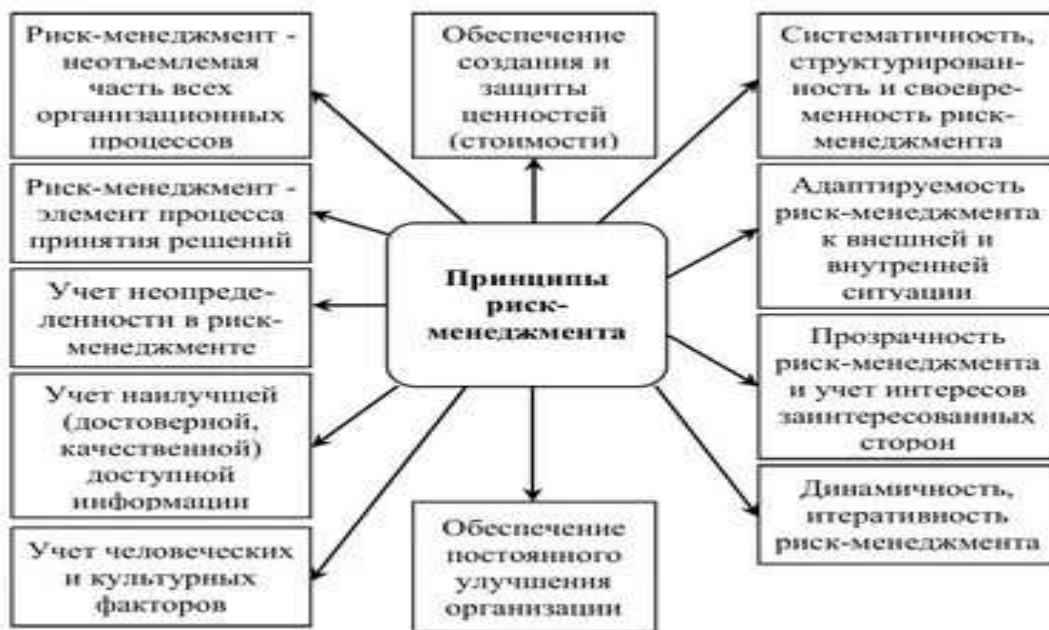 Риск-менеджмент -
неотъемлемая
часть всех
организационных
процессов
Обеспечение
создания и
защиты
ценностей
(стоимости)
Систематичность,
структурирован-
ность и своевре-
менность риск-
менеджмента
Риск-менеджмент -
элемент процесса
принятия решений
Адаптируемость
риск-менеджмента
к внешней и
внутренней
ситуации
Принципы
риск-
менеджмента
Учет неопреде-
ленности в риск-
менеджменте
Прозрачность
риск-менеджмента
и учет интересов
заинтересованных
сторон
Учет наилучшей
(достоверной,
качественной)
доступной
информации
Динамичность,
итеративность
риск-менеджмента
Учет человеческих
и культурных
факторов
Обеспечение
постоянного
улучшения
организации